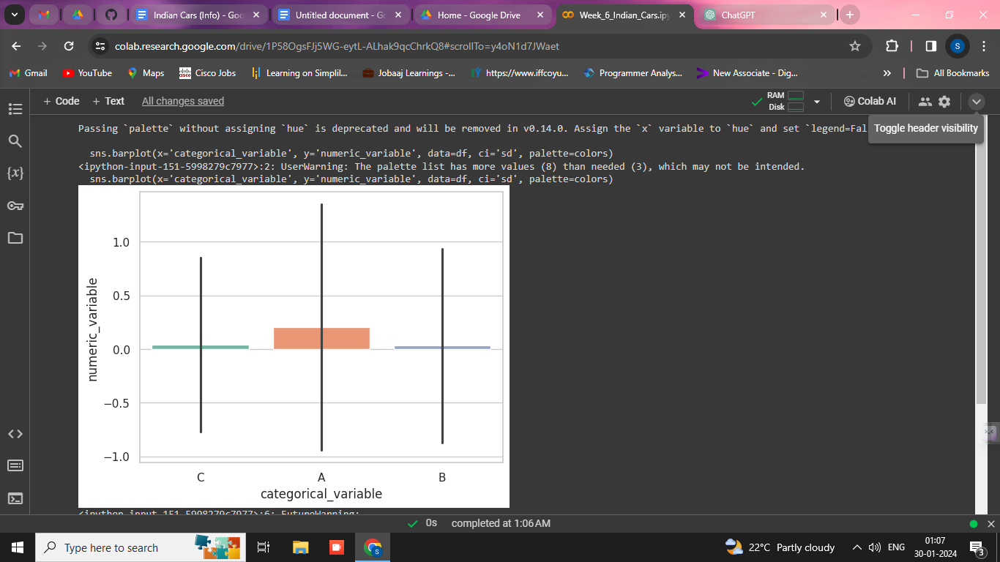 Indian Cars (Info) - Goo
Untitled document - Go
Home - Google Drive
Week_6_Indian_Cars.ipy
ChatGPT
colab.research.google.com/drive/1P58OgsFJj5WG-eytL-ALhak9qcChrkQ8#scrollTo=y4oN1d7JWaet
S
Gmail
YouTube
Maps
Cisco Jobs
Learning on Simplil...
Jobaaj Learnings -...
https://www.iffcoyu...
Programmer Analys...
New Associate - Dig...
»
All Bookmarks
+ Code
+ Text
All changes saved
RAM
Disk
Colab AI
Toggle header visibility
Passing `palette` without assigning `hue` is deprecated and will be removed in v0.14.0. Assign the `x` variable to `hue` and set `legend=Fal
sns.barplot(x='categorical_variable', y='numeric_variable', data=df, ci='sd', palette=colors)
<ipython-input-151-5998279c7977>:2: UserWarning: The palette list has more values (8) than needed (3), which may not be intended.
sns.barplot(x='categorical_variable', y='numeric_variable', data=df, ci='sd', palette=colors)
numeric_variable
1.0
0.5
0.0
−0.5
−1.0
C
A
B
categorical_variable
<ipython-input-151-5998279c7977>:6: FutureWarning:
0s
completed at 1:06 AM
Type here to search
22°C Partly cloudy
ENG
01:07
30-01-2024
3